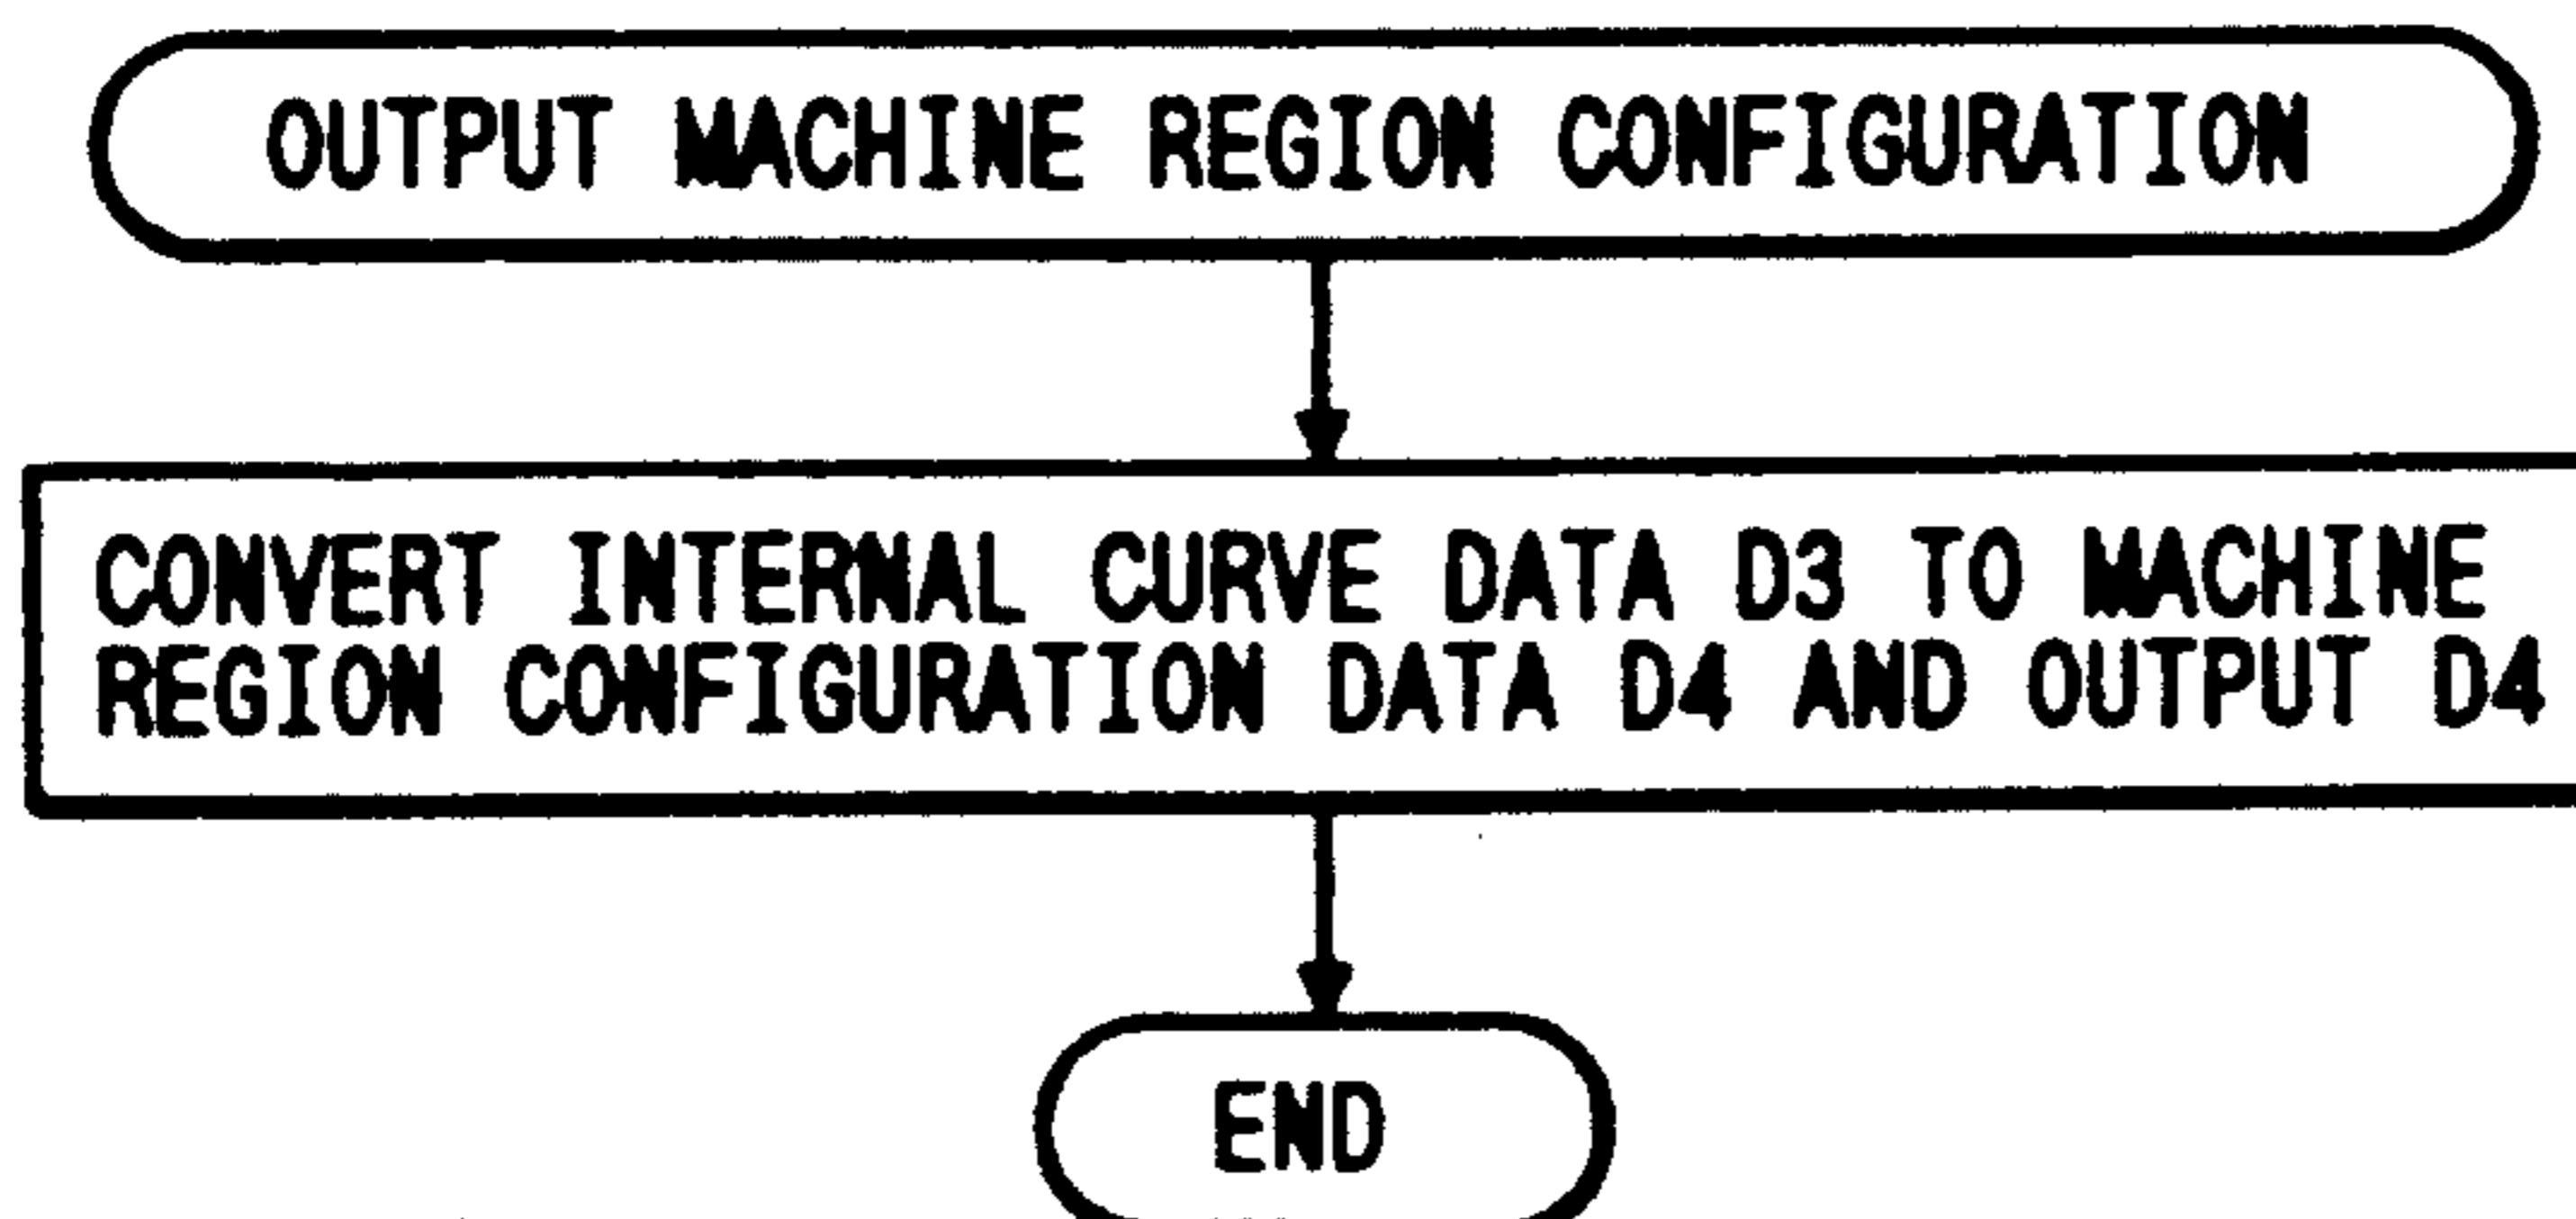 OUTPUT MACHINE REGION CONFIGURATION
CONVERT INTERNAL CURVE DATA D3 TO MACHINE
REGION CONFIGURATION DATA D4 AND OUTPUT D4
END